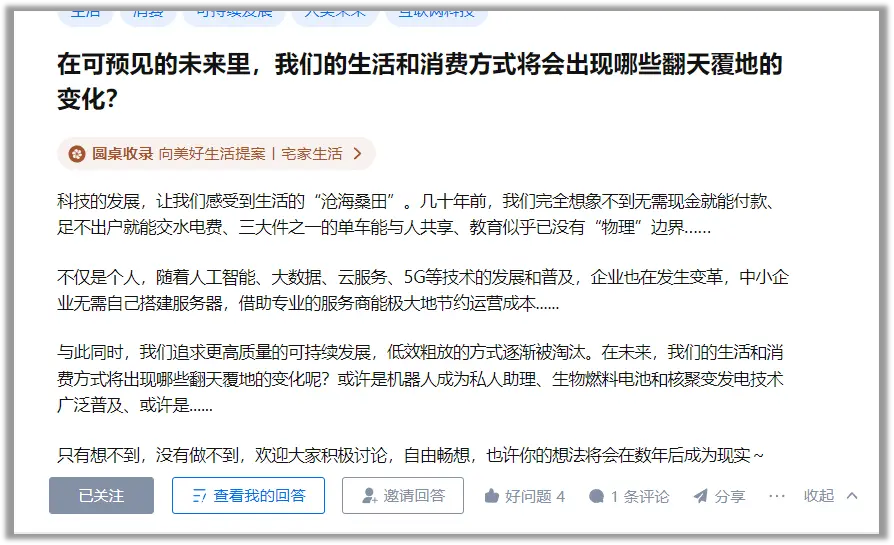 生活 消费 可持续发展 人类未来 互联网科技
在可预见的未来里，我们的生活和消费方式将会出现哪些翻天覆地的
变化？
圆桌收录 向美好生活提案丨宅家生活
科技的发展，让我们感受到生活的“沧海桑田”。几十年前，我们完全想象不到无需现金就能付款、
足不出户就能交水电费、三大件之一的单车能与人共享、教育似乎已没有“物理”边界……
不仅是个人，随着人工智能、大数据、云服务、5G等技术的发展和普及，企业也在发生变革，中小企
业无需自己搭建服务器，借助专业的服务商能极大地节约运营成本......
与此同时，我们追求更高质量的可持续发展，低效粗放的方式逐渐被淘汰。在未来，我们的生活和消
费方式将出现哪些翻天覆地的变化呢？或许是机器人成为私人助理、生物燃料电池和核聚变发电技术
广泛普及、或许是......
只有想不到，没有做不到，欢迎大家积极讨论，自由畅想，也许你的想法将会在数年后成为现实～
已关注 查看我的回答 邀请回答 好问题 4 1 条评论 分享 ··· 收起